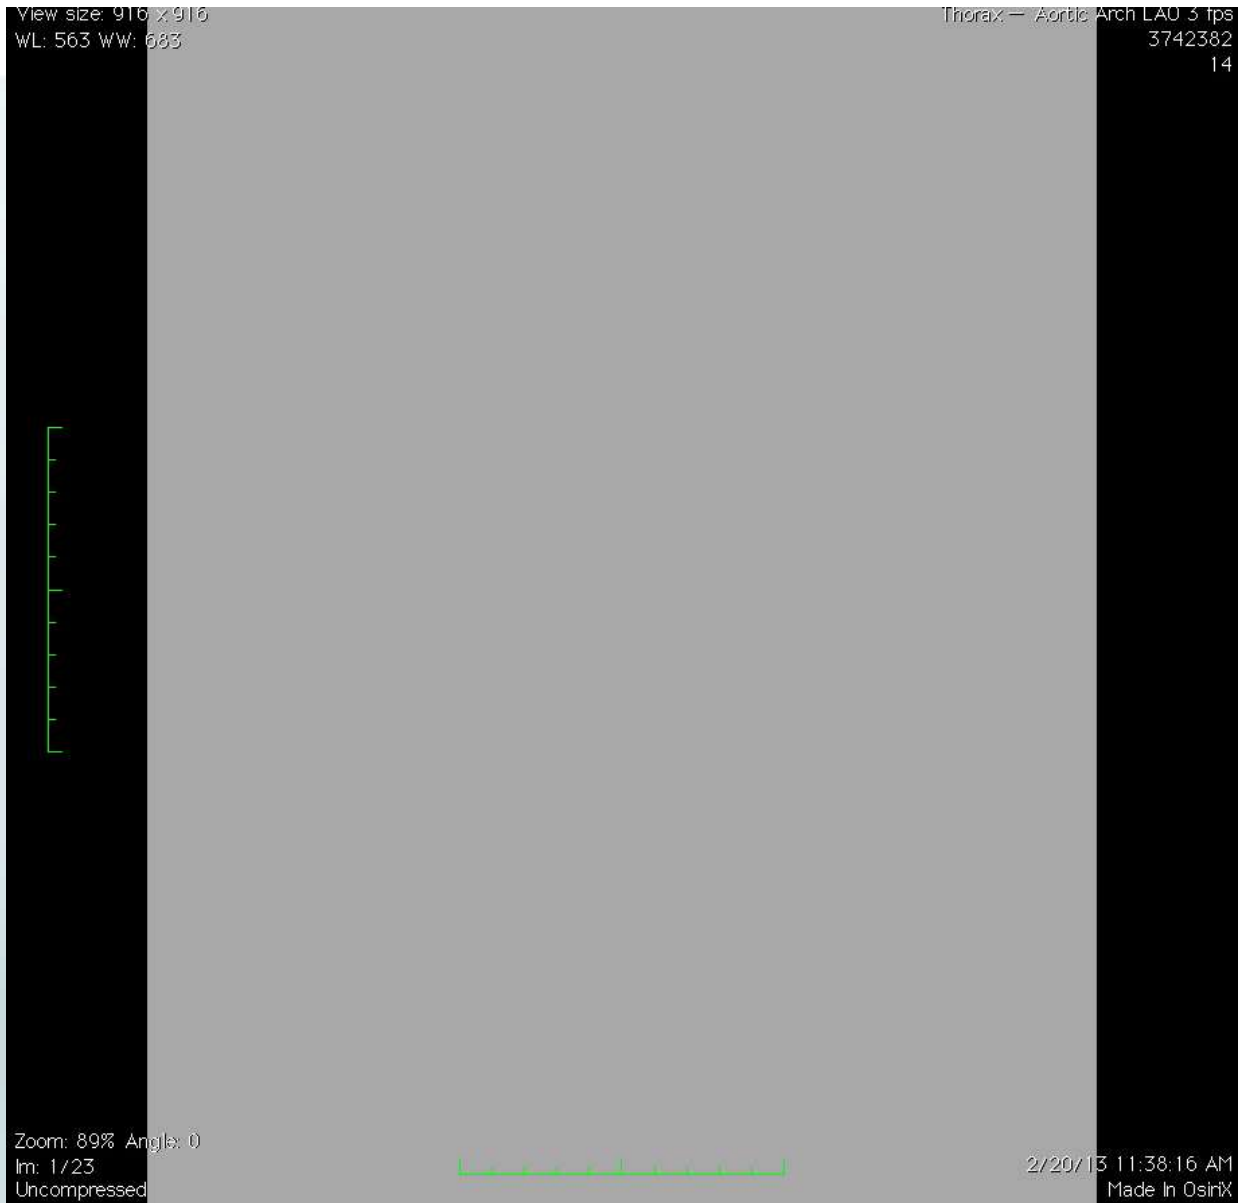 View size: 916 x 916
WL: 563 WW: 683
Thorax — Aortic Arch LAO 3 fps
3742382
14
Zoom: 89% Angle: 0
Im: 1/23
Uncompressed
2/20/13 11:38:16 AM
Made In OsiriX